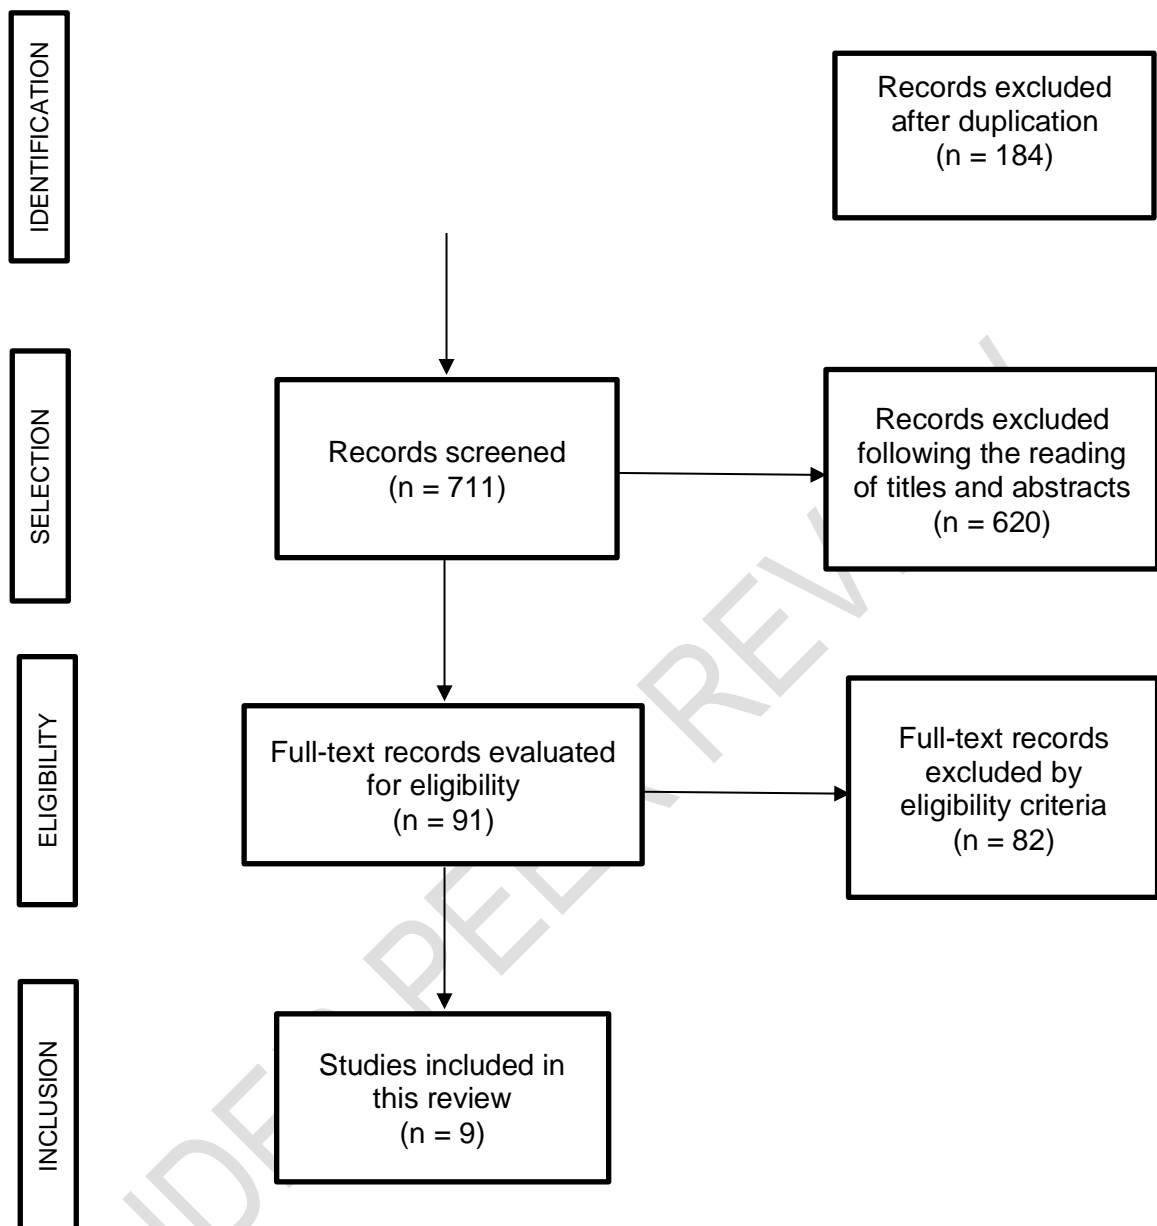 IDENTIFICATION
Records excluded
after duplication
(n = 184)
SELECTION
Records screened
(n = 711)
Records excluded
following the reading
of titles and abstracts
(n = 620)
ELIGIBILITY
Full-text records evaluated
for eligibility
(n = 91)
Full-text records
excluded by
eligibility criteria
(n = 82)
INCLUSION
Studies included in
this review
(n = 9)
PEER REVIEW